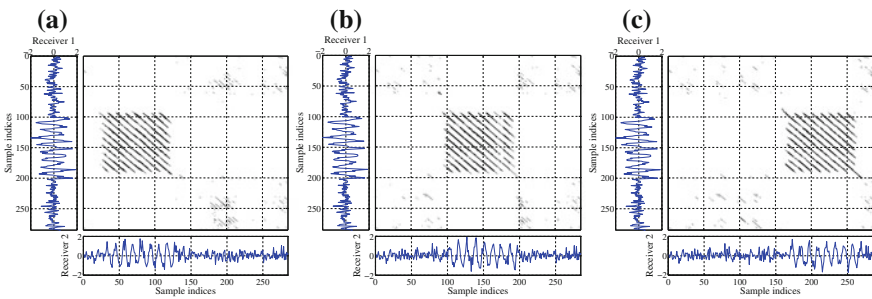 (a)
Receiver 1
−2 0 2
0
50
100
150
200
250
Sample indices
Receiver 2
2
0
−2
0 50 100 150 200 250
Sample indices
(b)
Receiver 1
−2 0 2
0
50
100
150
200
250
Sample indices
Receiver 2
2
0
−2
0 50 100 150 200 250
Sample indices
(c)
Receiver 1
−2 0 2
0
50
100
150
200
250
Sample indices
Receiver 2
2
0
−2
0 50 100 150 200 250
Sample indices